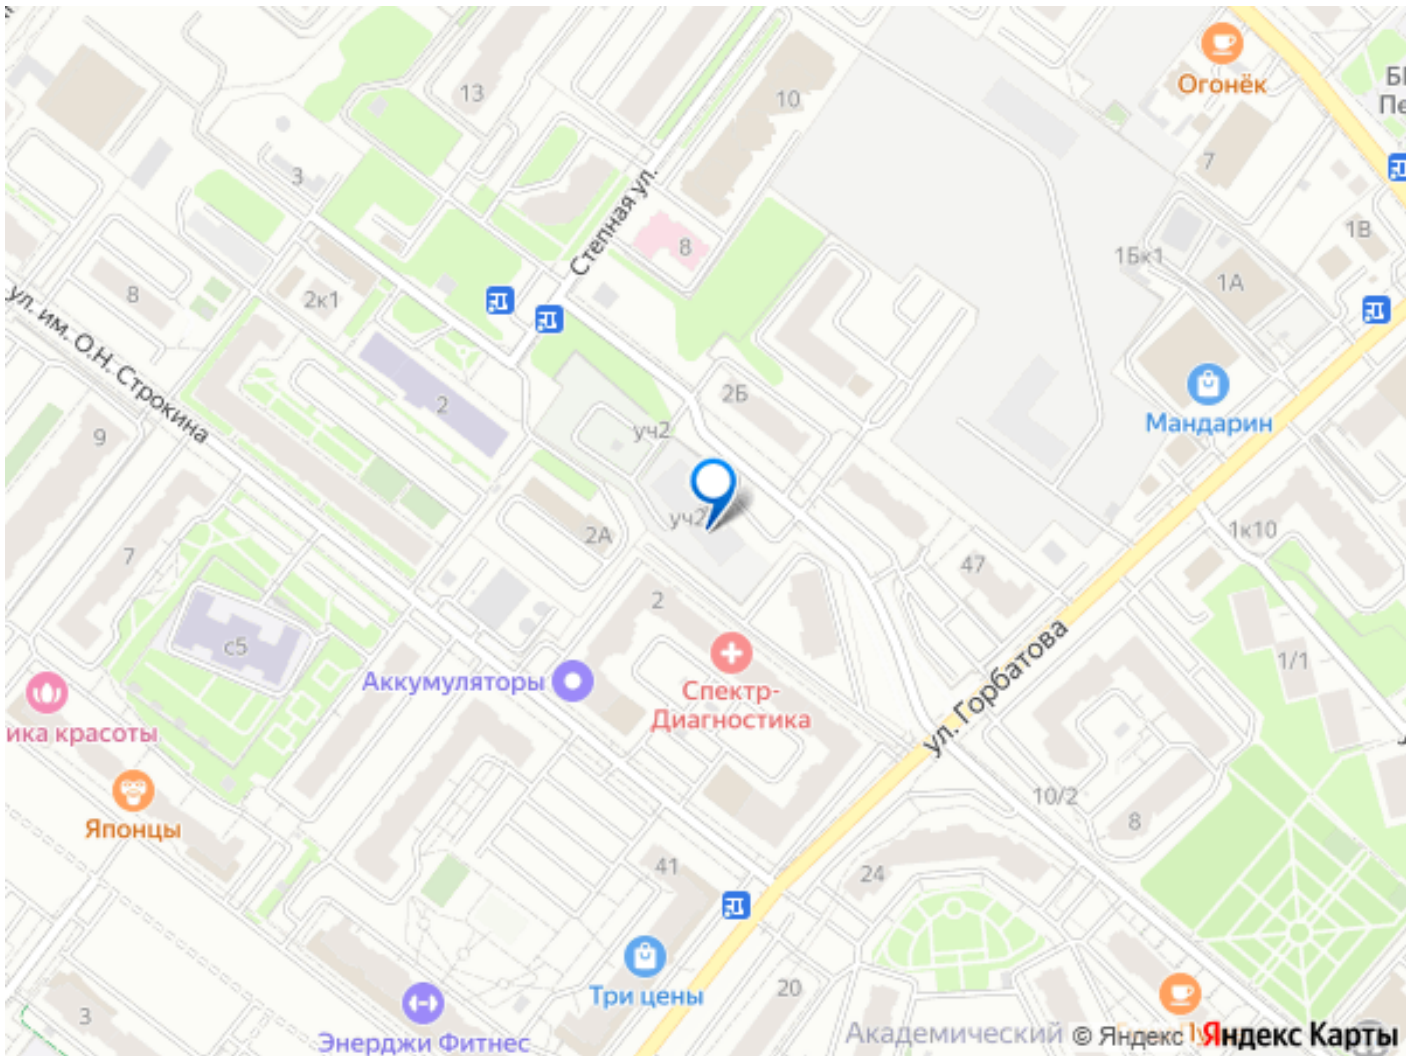 Огонёк
13
10
7
3
Степная ул.
8
1В
1Бк1
1А
8
2к1
ул. им. О.Н. Строкина
2
2Б
уч2
Мандарин
9
уч2
2А
1к10
7
47
2
с5
1/1
Аккумуляторы
Спектр-
Диагностика
ул. Горбатова
ика красоты
10/2
8
Японцы
41
24
Три цены
20
3
Энерджи Фитнес
Академический
© Яндекс
Яндекс Карты